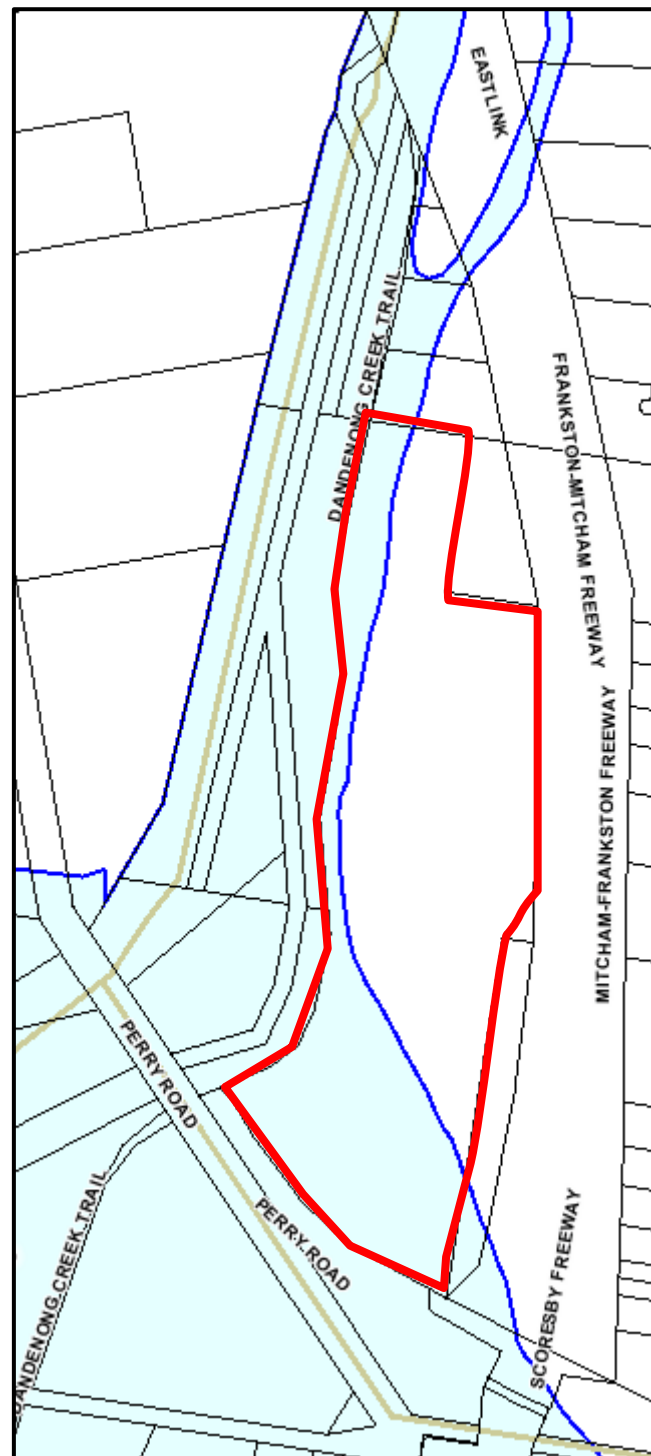 EASTLINK
DANDENONG CREEK TRAIL
FRANKSTON-MITCHAM FREEWAY
MITCHAM-FRANKSTON FREEWAY
PERRY ROAD
PERRY ROAD
DANDENONG CREEK TRAIL
SCORESBY FREEWAY